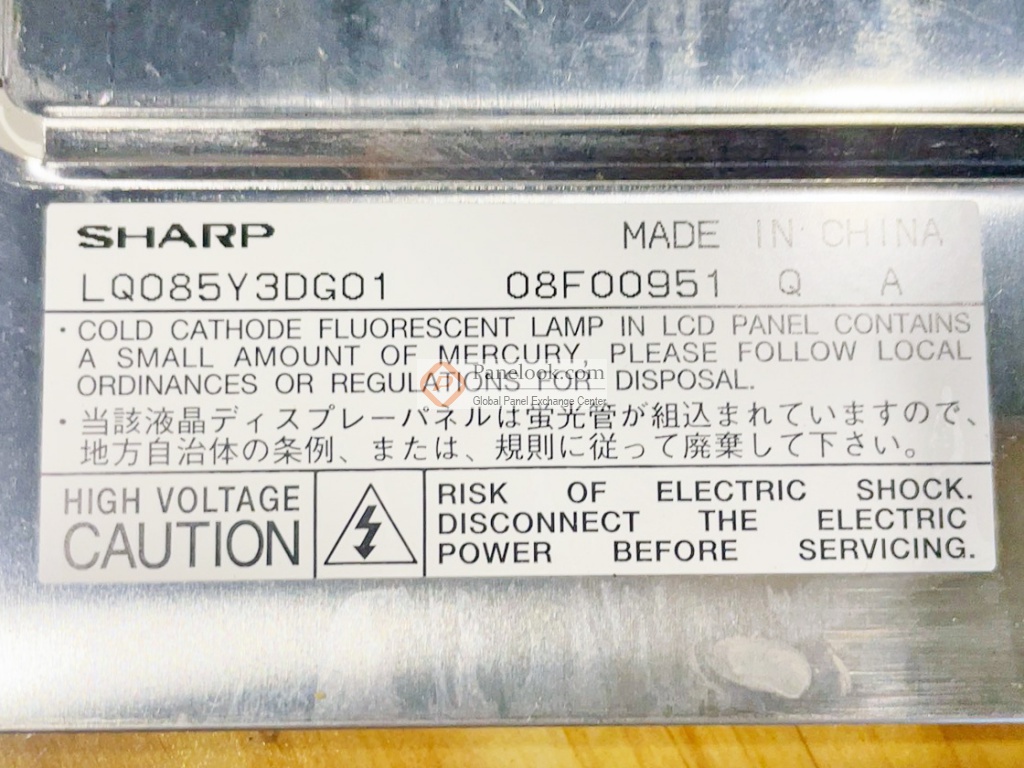 SHARP MADE IN CHINA
LQ085Y3DG01 08F00951 Q A
・COLD CATHODE FLUORESCENT LAMP IN LCD PANEL CONTAINS
A SMALL AMOUNT OF MERCURY, PLEASE FOLLOW LOCAL
ORDINANCES OR REGULATIONS FOR DISPOSAL.
Panelook.com
Global Panel Exchange Center
・当該液晶ディスプレーパネルは蛍光管が組込まれていますので、
地方自治体の条例、または、規則に従って廃棄して下さい。
HIGH VOLTAGE
CAUTION
RISK OF ELECTRIC SHOCK.
DISCONNECT THE ELECTRIC
POWER BEFORE SERVICING.